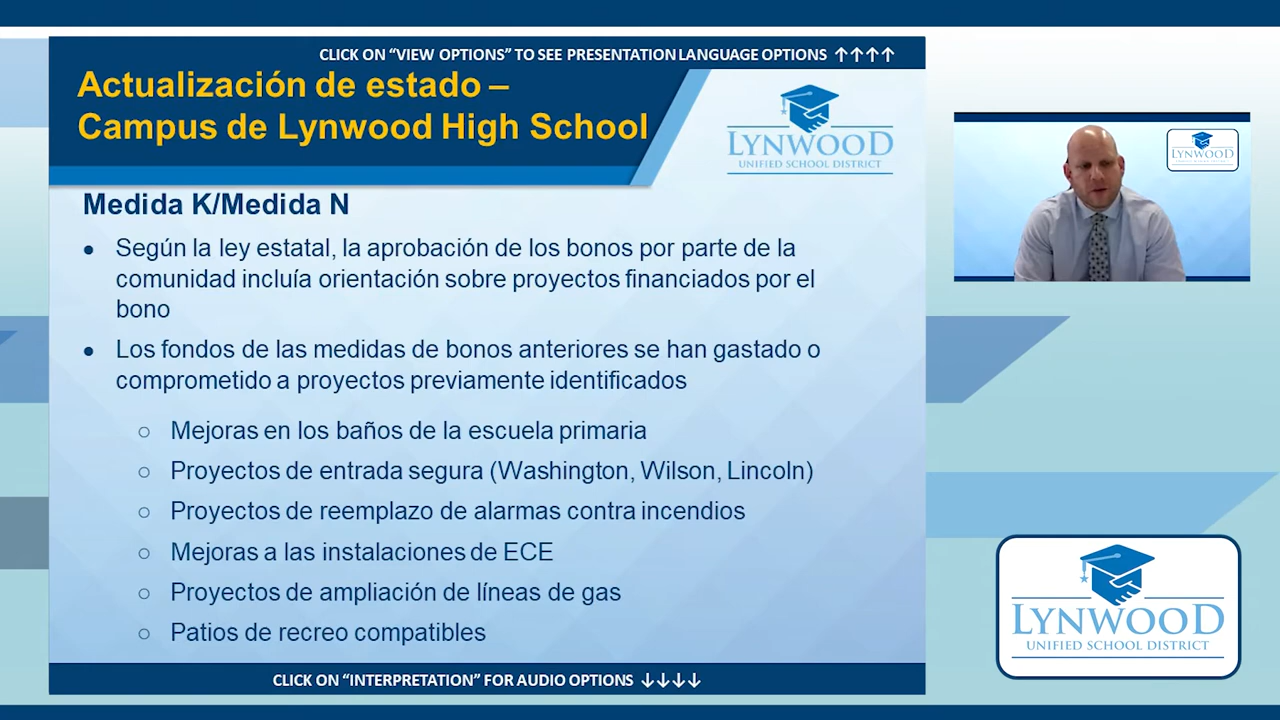 CLICK ON “VIEW OPTIONS” TO SEE PRESENTATION LANGUAGE OPTIONS ↑↑↑↑
Actualización de estado –
Campus de Lynwood High School
LYNWOOD
UNIFIED SCHOOL DISTRICT
LYNWOOD
Medida K/Medida N
● Según la ley estatal, la aprobación de los bonos por parte de la
comunidad incluía orientación sobre proyectos financiados por el
bono
● Los fondos de las medidas de bonos anteriores se han gastado o
comprometido a proyectos previamente identificados
○ Mejoras en los baños de la escuela primaria
○ Proyectos de entrada segura (Washington, Wilson, Lincoln)
○ Proyectos de reemplazo de alarmas contra incendios
○ Mejoras a las instalaciones de ECE
○ Proyectos de ampliación de líneas de gas
○ Patios de recreo compatibles
LYNWOOD
UNIFIED SCHOOL DISTRICT
CLICK ON “INTERPRETATION” FOR AUDIO OPTIONS ↓↓↓↓